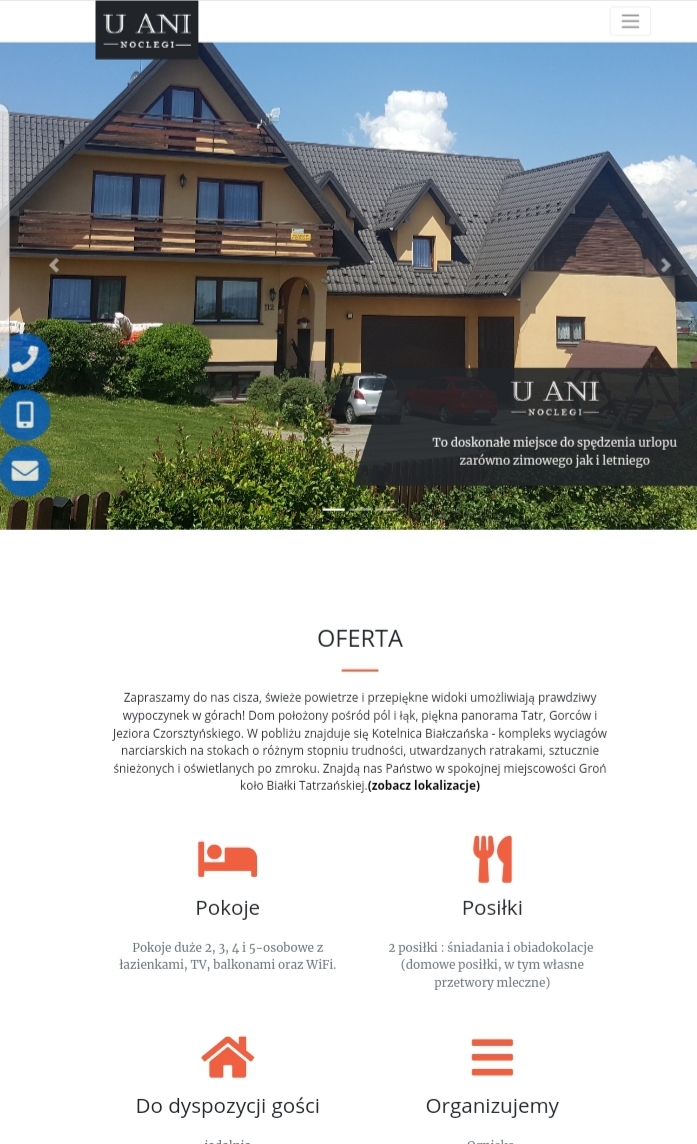 U ANI
NOCLEGI
112
U ANI
NOCLEGI
To doskonałe miejsce do spędzenia urlopu
zarówno zimowego jak i letniego
OFERTA
Zapraszamy do nas cisza, świeże powietrze i przepiękne widoki umożliwiają prawdziwy
wypoczynek w górach! Dom położony pośród pól i łąk, piękna panorama Tatr, Gorców i
Jeziora Czorsztyńskiego. W pobliżu znajduje się Kotelnica Białczańska - kompleks wyciagów
narciarskich na stokach o różnym stopniu trudności, utwardzanych ratrakami, sztucznie
śnieżonych i oświetlanych po zmroku. Znajdą nas Państwo w spokojnej miejscowości Groń
koło Białki Tatrzańskiej.(zobacz lokalizacje)
Pokoje
Pokoje duże 2, 3, 4 i 5-osobowe z
łazienkami, TV, balkonami oraz WiFi.
Posiłki
2 posiłki : śniadania i obiadokolacje
(domowe posiłki, w tym własne
przetwory mleczne)
Do dyspozycji gości
Organizujemy